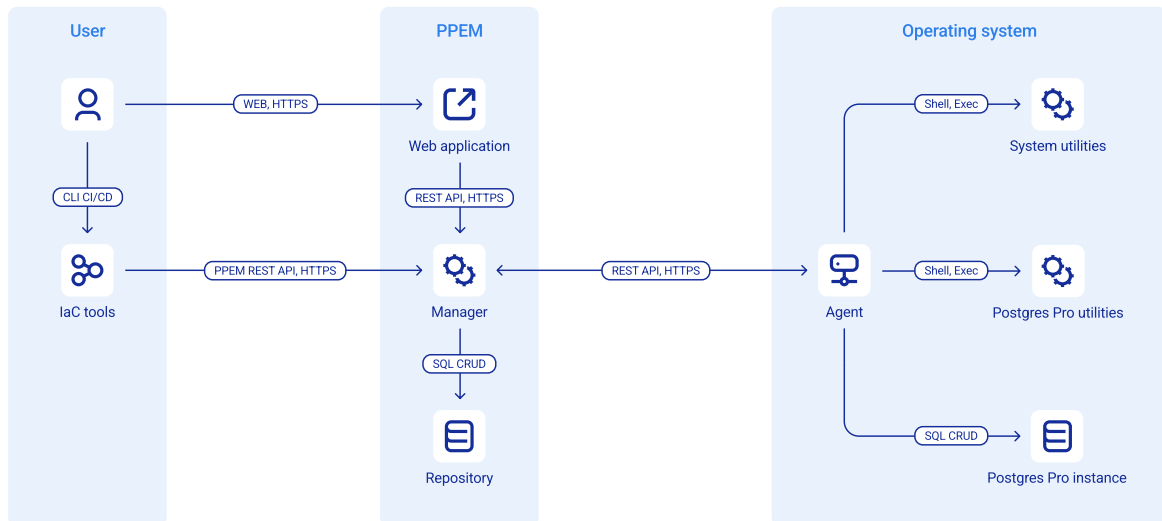 User
PPEM
Operating system
WEB, HTTPS
Shell, Exec
Web application
System utilities
CLI CI/CD
REST API, HTTPS
PPEM REST API, HTTPS
REST API, HTTPS
Shell, Exec
IaC tools
Manager
Agent
Postgres Pro utilities
SQL CRUD
SQL CRUD
Repository
Postgres Pro instance